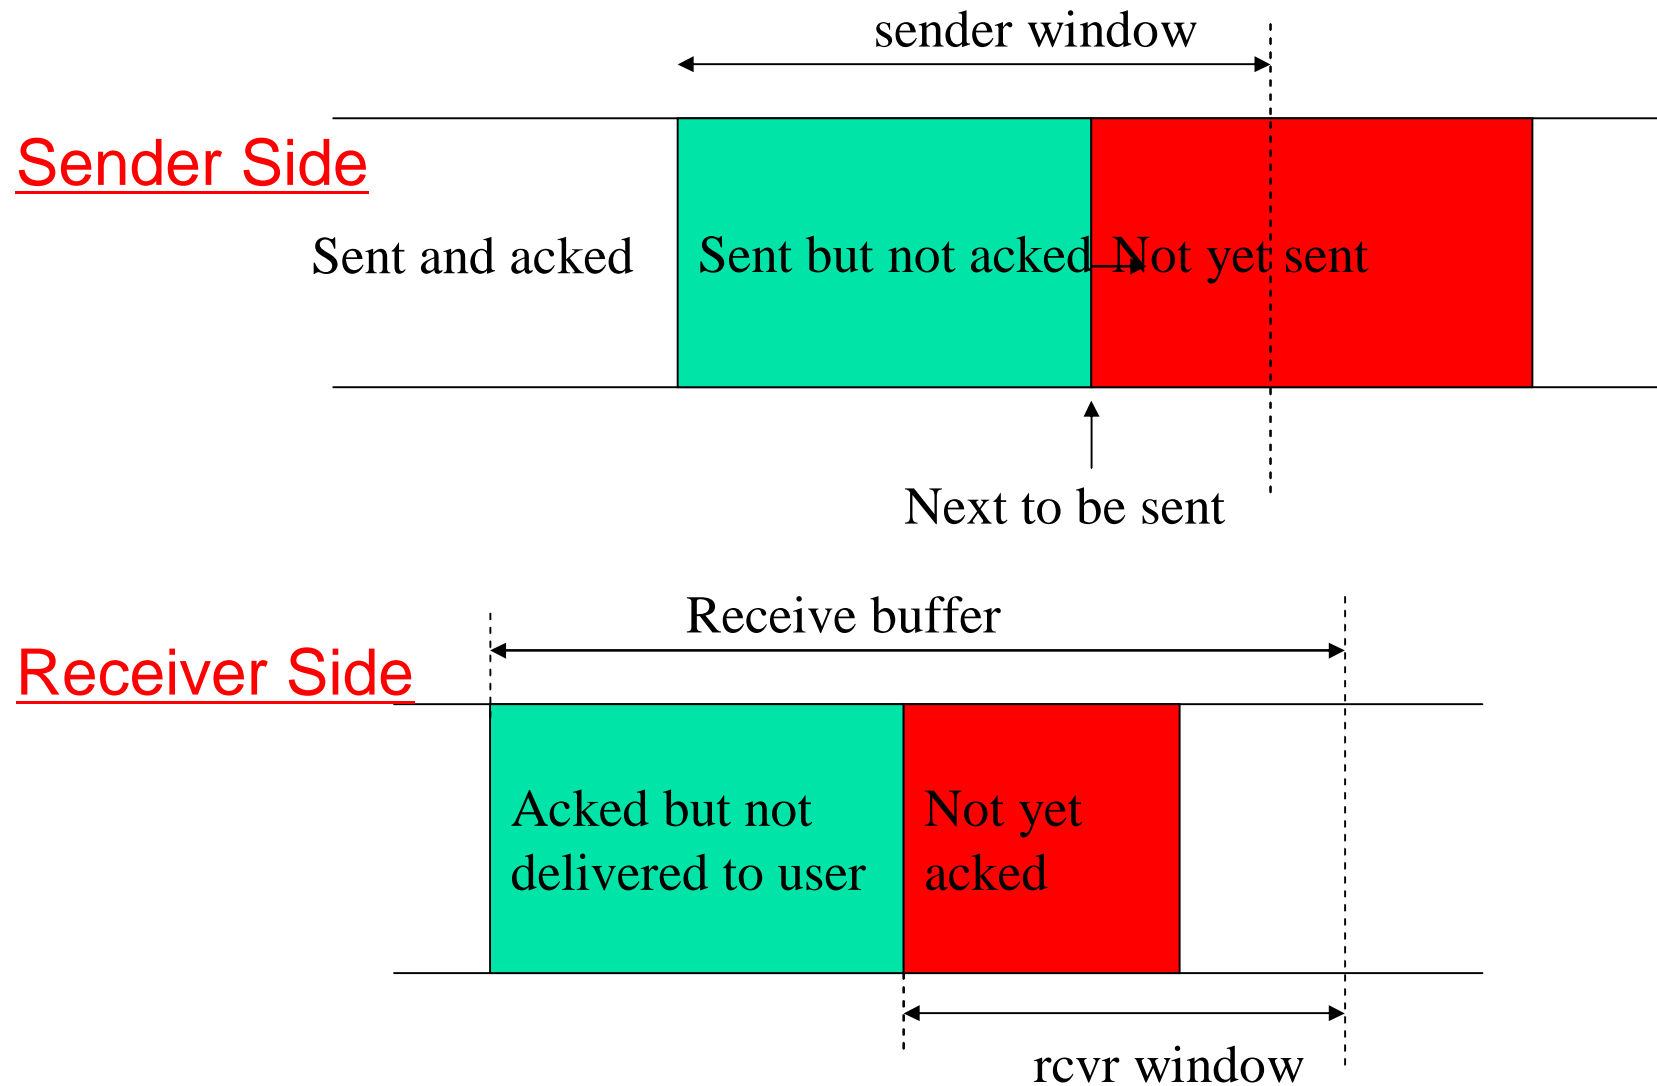 sender window
Sender Side
Sent and acked
Sent but not acked
Not yet sent
Next to be sent
Receive buffer
Receiver Side
Acked but not
delivered to user
Not yet
acked
rcvr window